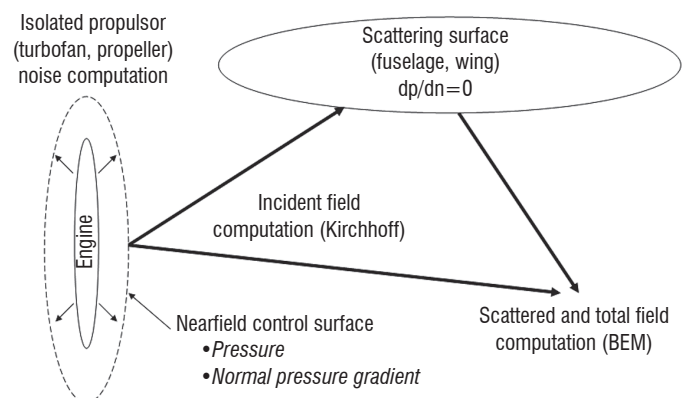 Isolated propulsor
(turbofan, propeller)
noise computation
Scattering surface
(fuselage, wing)
dp/dn=0
Engine
Incident field
computation (Kirchhoff)
Nearfield control surface
•Pressure
•Normal pressure gradient
Scattered and total field
computation (BEM)